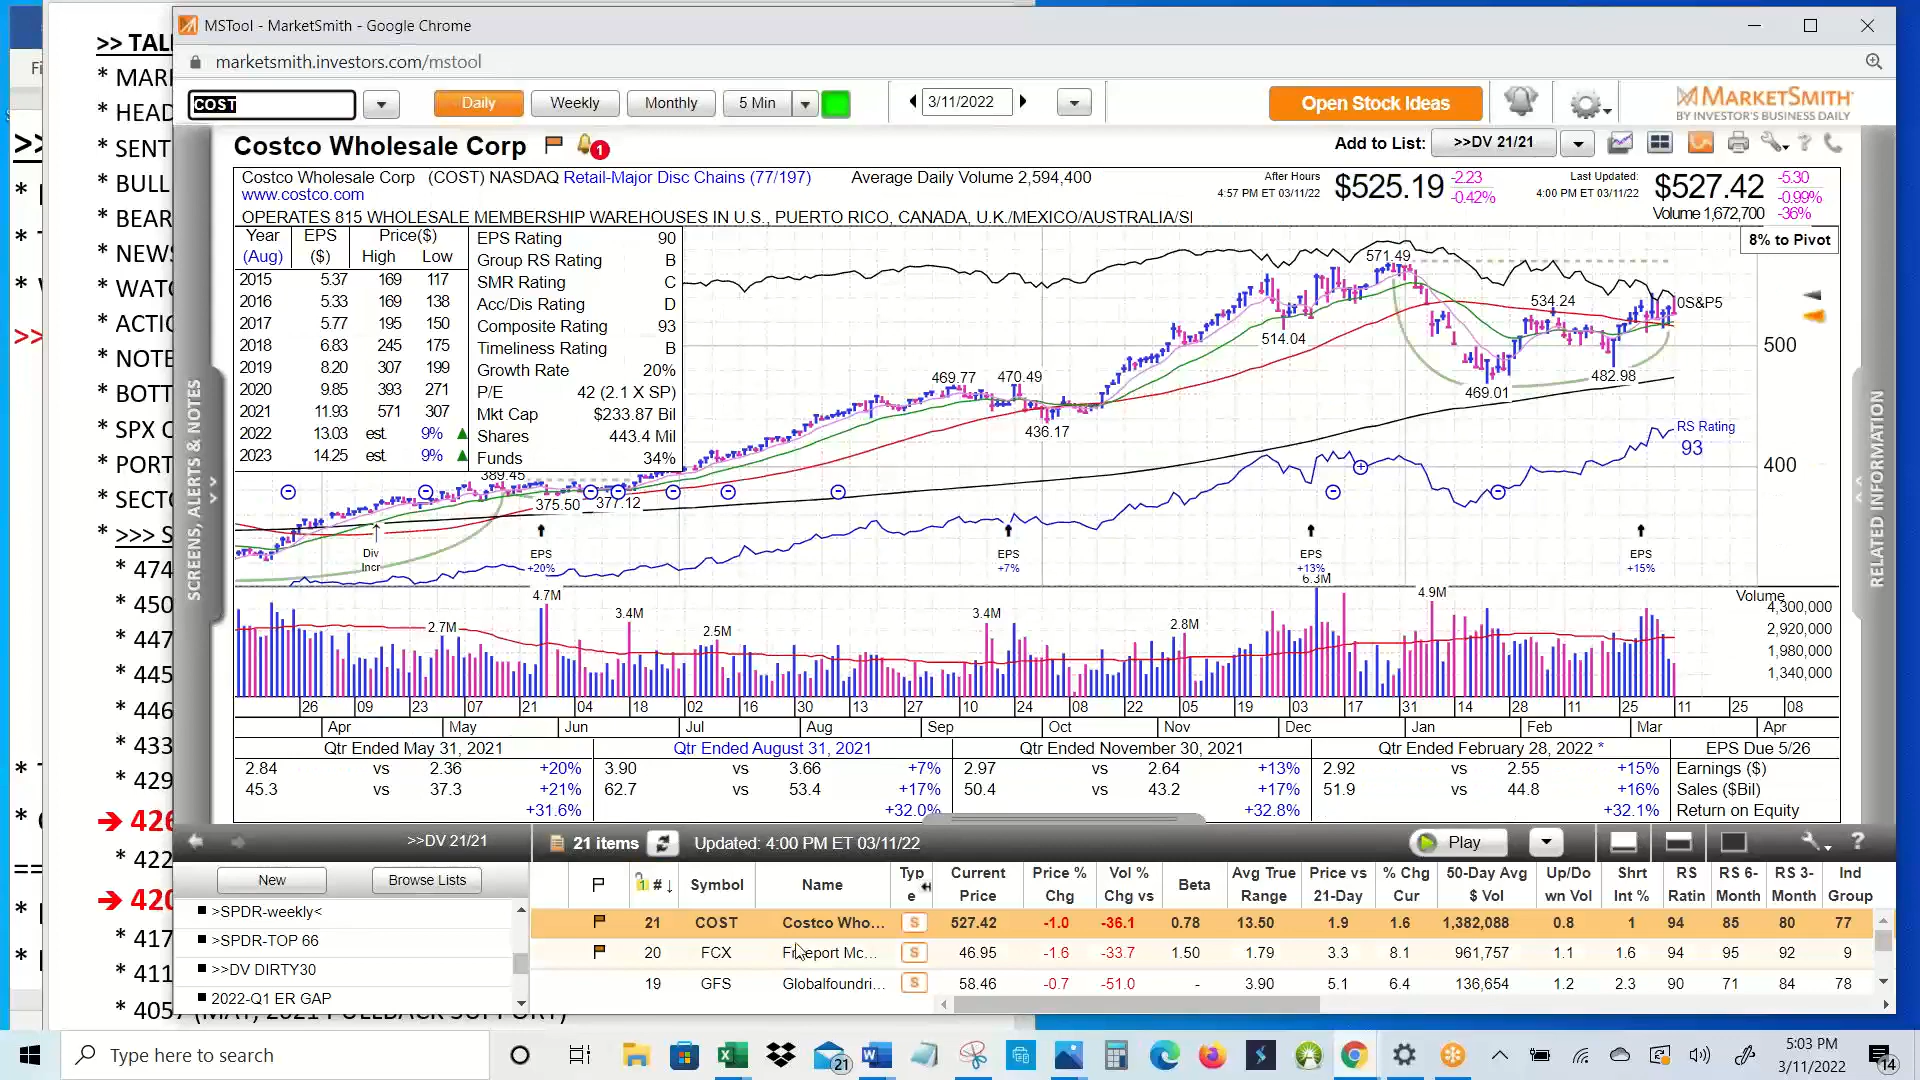 MSTool - MarketSmith - Google Chrome
marketsmith.investors.com/mstool
COST
Daily
Weekly
Monthly
5 Min
3/11/2022
Open Stock Ideas
MARKETSMITH
BY INVESTOR'S BUSINESS DAILY
Costco Wholesale Corp
1
Add to List:
>>DV 21/21
Costco Wholesale Corp (COST) NASDAQ Retail-Major Disc Chains (77/197) Average Daily Volume 2,594,400
www.costco.com
OPERATES 815 WHOLESALE MEMBERSHIP WAREHOUSES IN U.S., PUERTO RICO, CANADA, U.K./MEXICO/AUSTRALIA/SI
After Hours
4:57 PM ET 03/11/22
$525.19
-2.23
-0.42%
Last Updated:
4:00 PM ET 03/11/22
$527.42
-5.30
-0.99%
Volume 1,672,700 -36%
8% to Pivot
Year EPS Price($)
(Aug) ($) High Low
2015 5.37 169 117
2016 5.33 169 138
2017 5.77 195 150
2018 6.83 245 175
2019 8.20 307 199
2020 9.85 393 271
2021 11.93 571 307
2022 13.03 est. 9%
2023 14.25 est. 9%
EPS Rating 90
Group RS Rating B
SMR Rating C
Acc/Dis Rating D
Composite Rating 93
Timeliness Rating B
Growth Rate 20%
P/E 42 (2.1 X SP)
Mkt Cap $233.87 Bil
Shares 443.4 Mil
Funds 34%
571.49
534.24
0S&P5
514.04
500
469.77
470.49
469.01
482.98
436.17
RS Rating
93
400
389.45
375.50
377.12
Div
Incr
EPS
+20%
EPS
+7%
EPS
+13%
EPS
+15%
6.3M
4.7M
3.4M
2.7M
2.5M
3.4M
2.8M
4.9M
Volume
4,300,000
2,920,000
1,980,000
1,340,000
26 09 23 07 21 04 18 02 16 30 13 27 10 24 08 22 05 19 03 17 31 14 28 11 25 11 25 08
Apr May Jun Jul Aug Sep Oct Nov Dec Jan Feb Mar Apr
Qtr Ended May 31, 2021 Qtr Ended August 31, 2021 Qtr Ended November 30, 2021 Qtr Ended February 28, 2022 * EPS Due 5/26
2.84 vs 2.36 +20% 3.90 vs 3.66 +7% 2.97 vs 2.64 +13% 2.92 vs 2.55 +15% Earnings ($)
45.3 vs 37.3 +21% 62.7 vs 53.4 +17% 50.4 vs 43.2 +17% 51.9 vs 44.8 +16% Sales ($Bil)
+31.6% +32.0% +32.8% +32.1% Return on Equity
>>DV 21/21
21 items
Updated: 4:00 PM ET 03/11/22
Play
New
Browse Lists
>SPDR-weekly<
>SPDR-TOP 66
>>DV DIRTY30
2022-Q1 ER GAP
# Symbol Name Typ e Current Price Price % Chg Vol % Chg vs Beta Avg True Range Price vs 21-Day % Chg Cur 50-Day Avg $ Vol Up/Do wn Vol Shrt Int % RS Ratin RS 6- Month RS 3- Month Ind Group
21 COST Costco Who... S 527.42 -1.0 -36.1 0.78 13.50 1.9 1.6 1,382,088 0.8 1 94 85 80 77
20 FCX Freeport Mc... S 46.95 -1.6 -33.7 1.50 1.79 3.3 8.1 961,757 1.1 1.6 94 95 92 9
19 GFS Globalfoundri... S 58.46 -0.7 -51.0 - 3.90 5.1 6.4 136,654 1.2 2.3 90 71 84 78
SCREENS, ALERTS & NOTES
RELATED INFORMATION
>> TAL
* MAR
* HEAD
* SENT
* BULL
* BEAR
* NEWS
* WATC
* ACTIO
* NOTE
* BOTT
* SPX C
* PORT
* SECTO
* >>> S
* 474
* 450
* 447
* 445
* 446
* 433
* 429
426
* 422
420
* 417
* 411
* 4057 (MAY, 2021 PULLBACK SUPPORT)
Type here to search
21
5:03 PM
3/11/2022
14